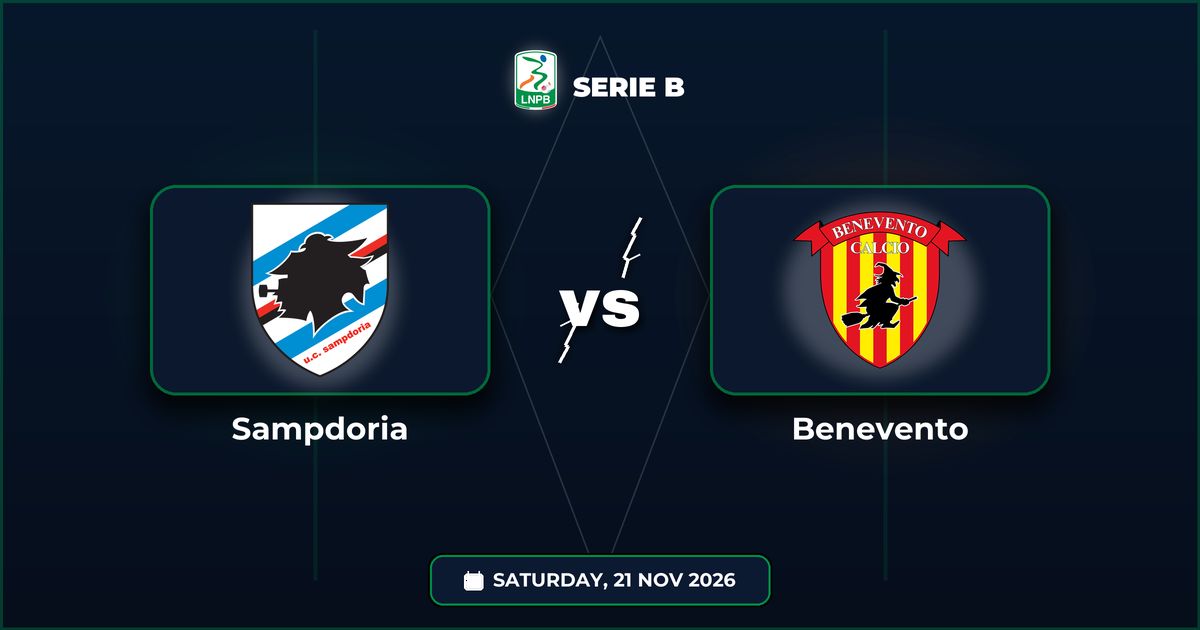 LNPB
SERIE B
u.c. sampdoria
BENEVENTO
CALCIO
VS
Sampdoria
Benevento
SATURDAY, 21 NOV 2026